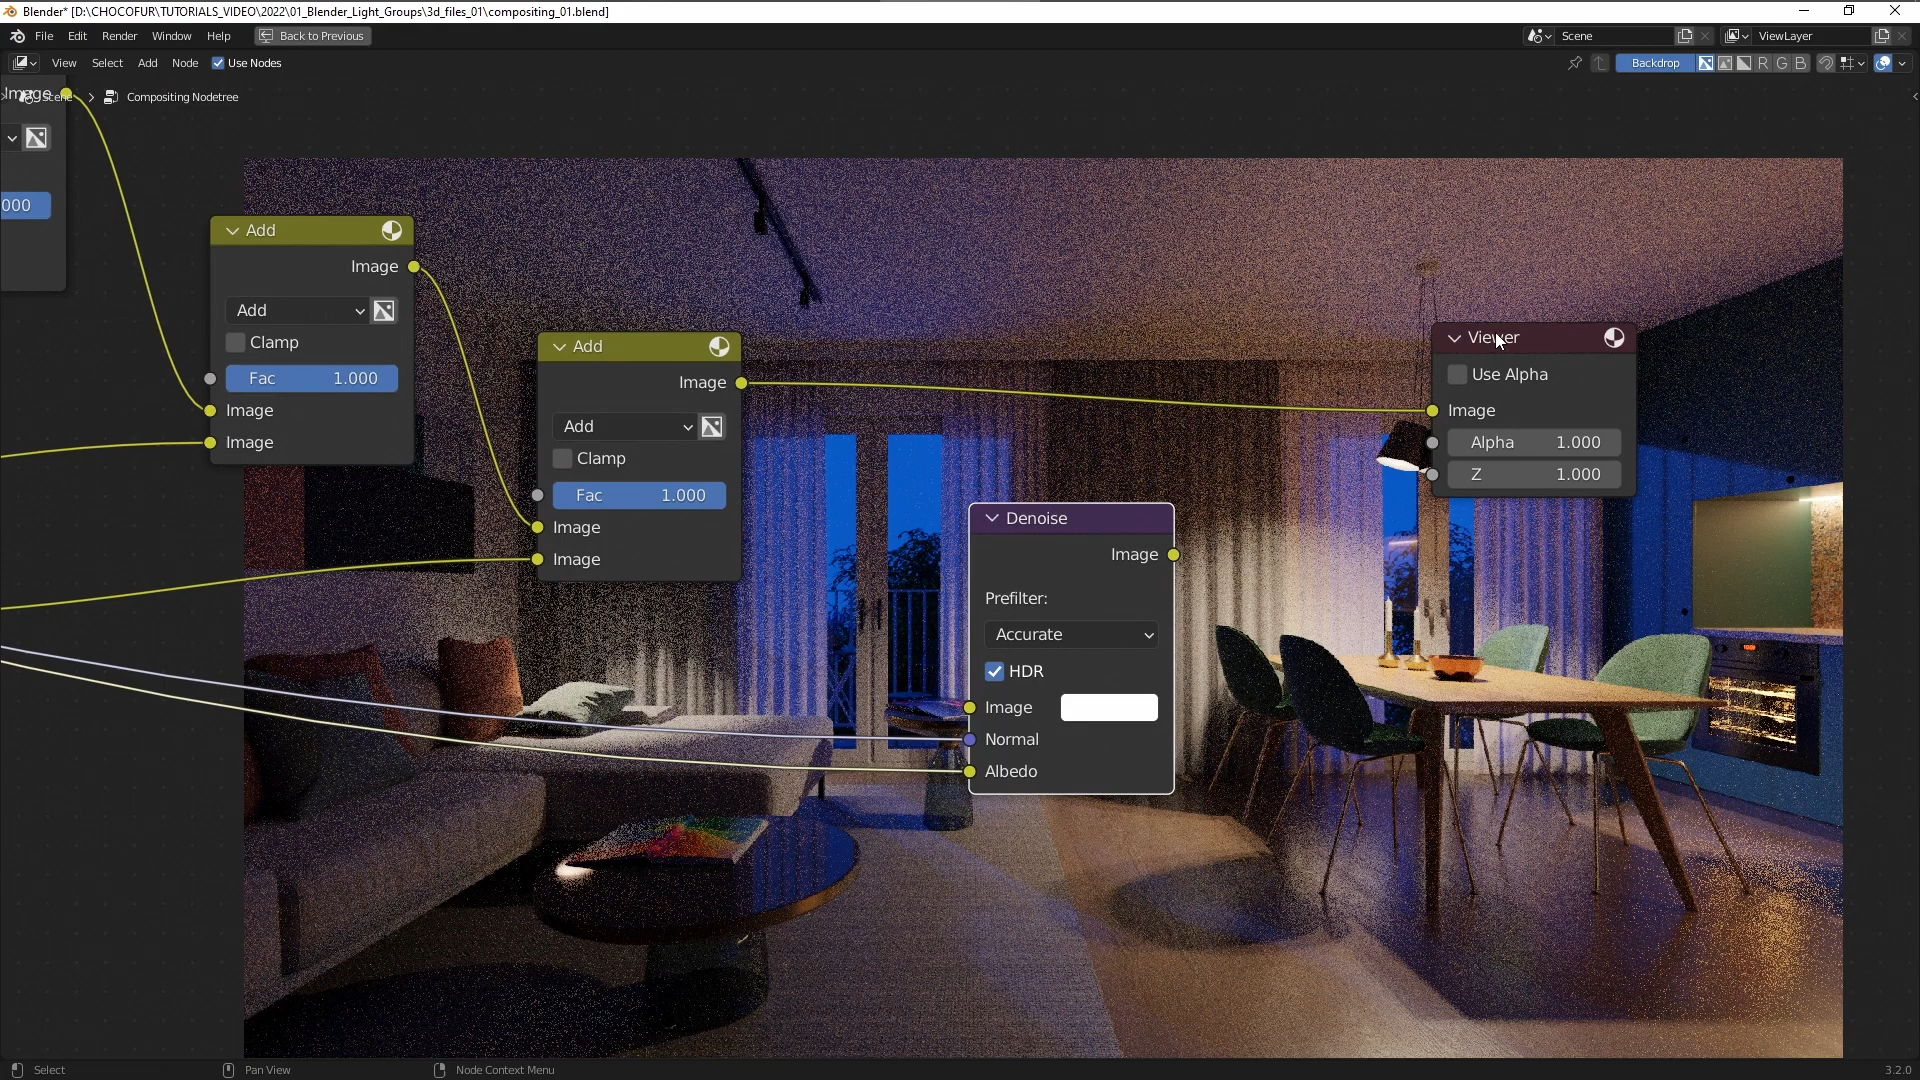 Blender* [D:\CHOCOFUR\TUTORIALS_VIDEO\2022\01_Blender_Light_Groups\3d_files_01\compositing_01.blend]
File Edit Render Window Help Back to Previous Scene ViewLayer
View Select Add Node Use Nodes Backdrop R G B
Image Scene > Compositing Nodetree
000
Add
Image
Add
Clamp
Fac 1.000
Image
Image
Add
Image
Add
Clamp
Fac 1.000
Image
Image
Denoise
Image
Prefilter:
Accurate
HDR
Image
Normal
Albedo
Viewer
Use Alpha
Image
Alpha 1.000
Z 1.000
Select Pan View Node Context Menu 3.2.0